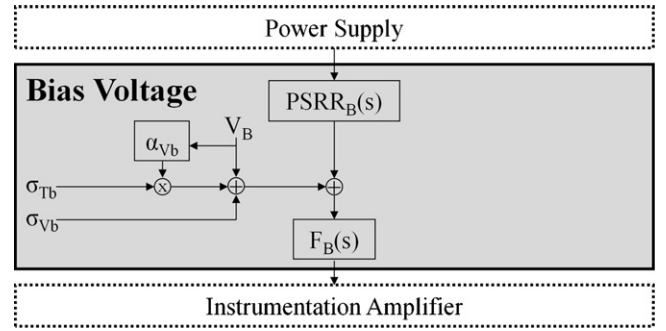 Power Supply
Bias Voltage
PSRR_B(s)
V_B
α_Vb
σ_Tb
x
+
+
σ_Vb
F_B(s)
Instrumentation Amplifier